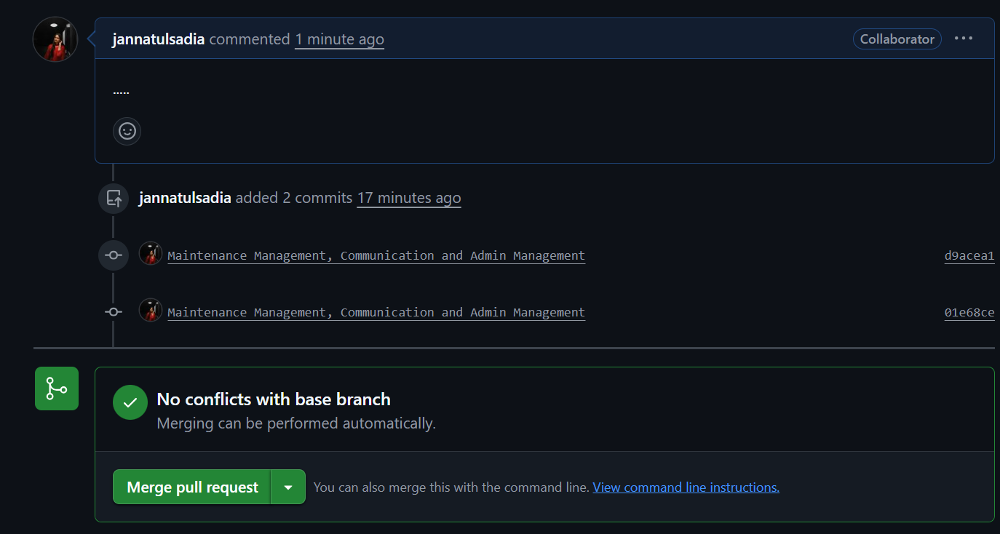 jannatulsadia commented 1 minute ago Collaborator ...
.....
jannatulsadia added 2 commits 17 minutes ago
Maintenance Management, Communication and Admin Management d9acea1
Maintenance Management, Communication and Admin Management 01e68ce
No conflicts with base branch
Merging can be performed automatically.
Merge pull request You can also merge this with the command line. View command line instructions.